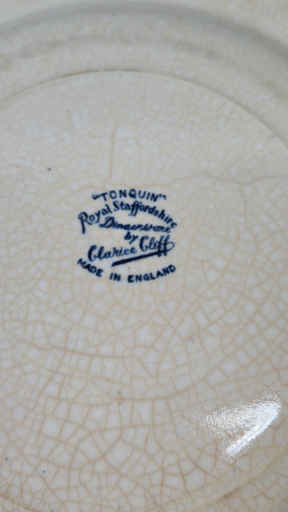 "TONQUIN"
Royal Staffordshire
Dinnerware
by
Clarice Cliff
MADE IN ENGLAND